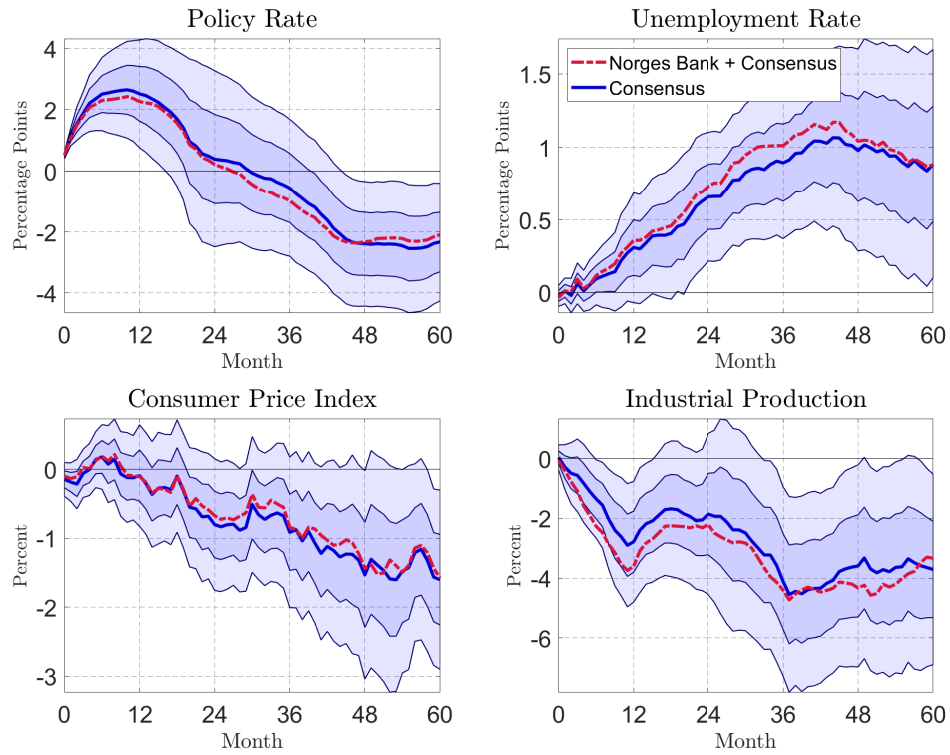 Policy Rate
Percentage Points
4
2
0
-2
-4
0 12 24 36 48 60
Month
Unemployment Rate
Percentage Points
Norges Bank + Consensus
Consensus
1.5
1
0.5
0
0 12 24 36 48 60
Month
Consumer Price Index
Percent
0
-1
-2
-3
0 12 24 36 48 60
Month
Industrial Production
Percent
0
-2
-4
-6
0 12 24 36 48 60
Month